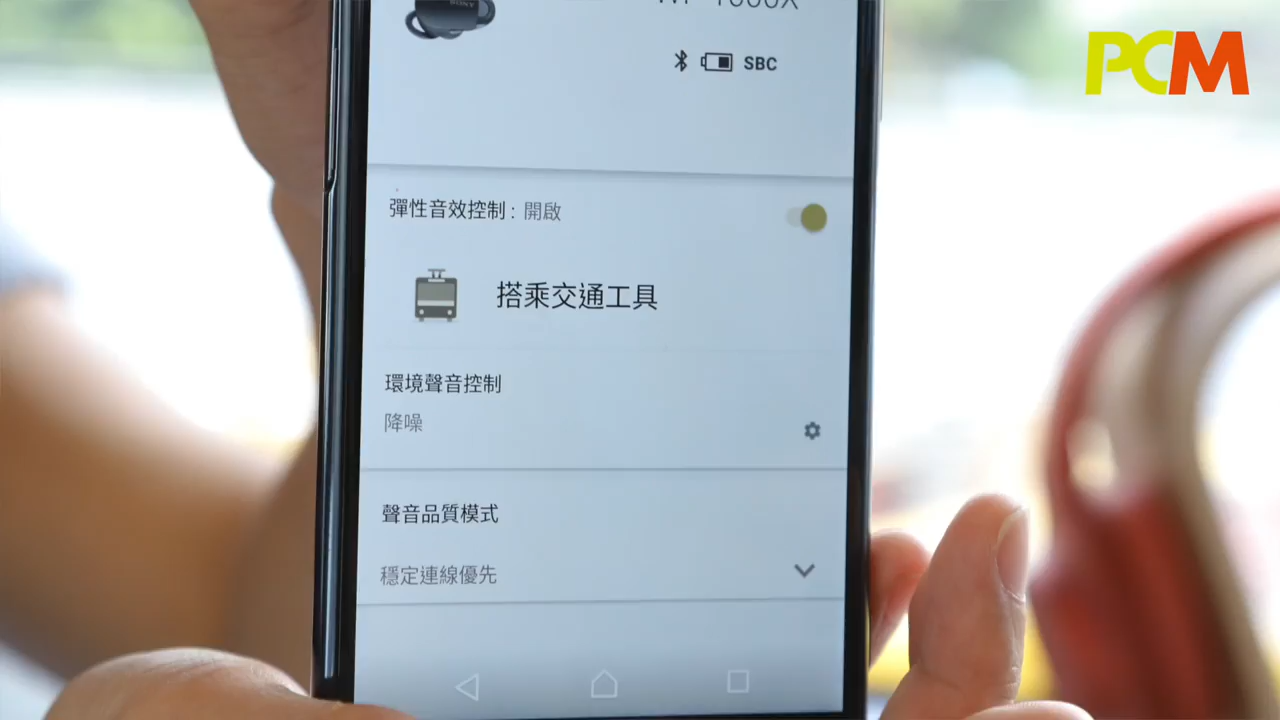 PCM
SONY
SBC
彈性音效控制 : 開啟
搭乘交通工具
環境聲音控制
降噪
聲音品質模式
穩定連線優先